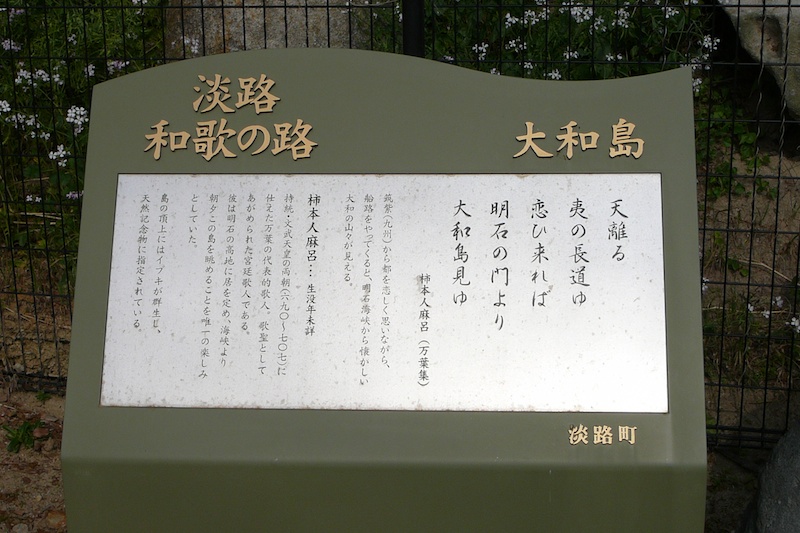 淡路
和歌の路
大和島
天離る
夷の長道ゆ
恋ひ来れば
明石の門より
大和島見ゆ
柿本人麻呂（万葉集）
筑紫（九州）から都を恋しく思いながら、
船路をやってくると、明石海峡から懐かしい
大和の山々が見える。
柿本人麻呂…生没年未詳
持統・文武天皇の両朝（六九〇〜七〇七）に
仕えた万葉の代表的歌人。歌聖として
あがめられた宮廷歌人である。
彼は明石の高地に居を定め、海峡より
朝夕この島を眺めることを唯一の楽しみ
としていた。
島の頂上にはイブキが群生し、
天然記念物に指定されている。
淡路町